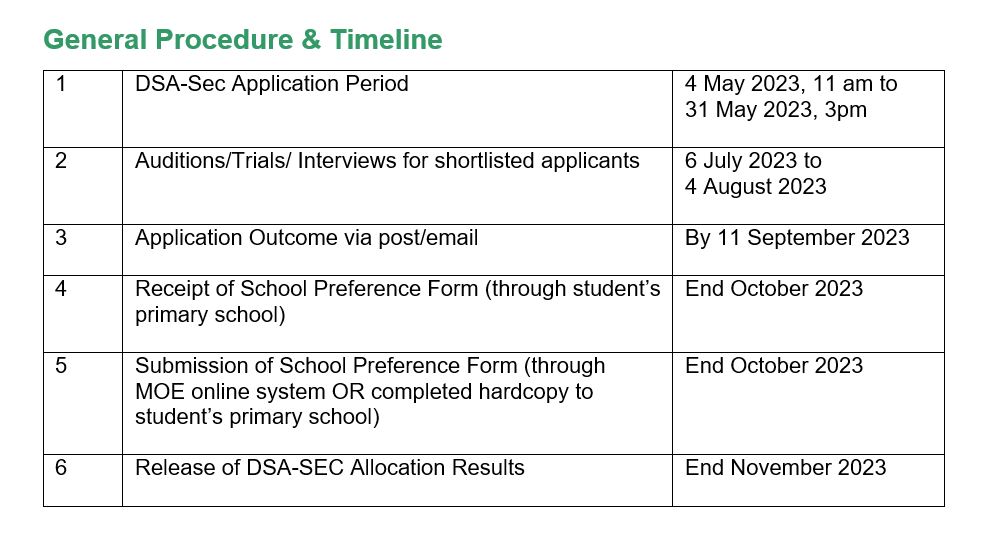 General Procedure & Timeline
1 DSA-Sec Application Period 4 May 2023, 11 am to
31 May 2023, 3pm
2 Auditions/Trials/ Interviews for shortlisted applicants 6 July 2023 to
4 August 2023
3 Application Outcome via post/email By 11 September 2023
4 Receipt of School Preference Form (through student’s End October 2023
primary school)
5 Submission of School Preference Form (through End October 2023
MOE online system OR completed hardcopy to
student’s primary school)
6 Release of DSA-SEC Allocation Results End November 2023